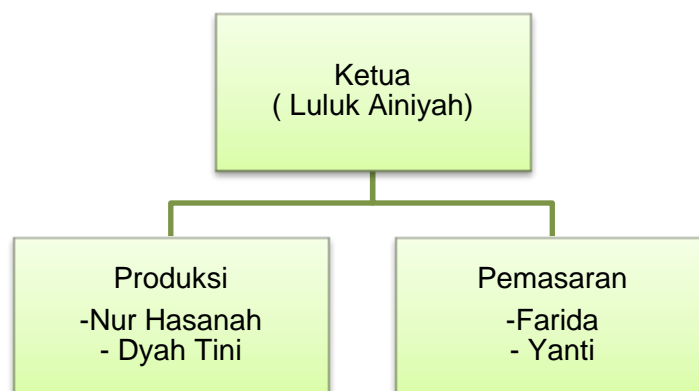 Ketua
( Luluk Ainiyah)
Produksi
-Nur Hasanah
- Dyah Tini
Pemasaran
-Farida
- Yanti